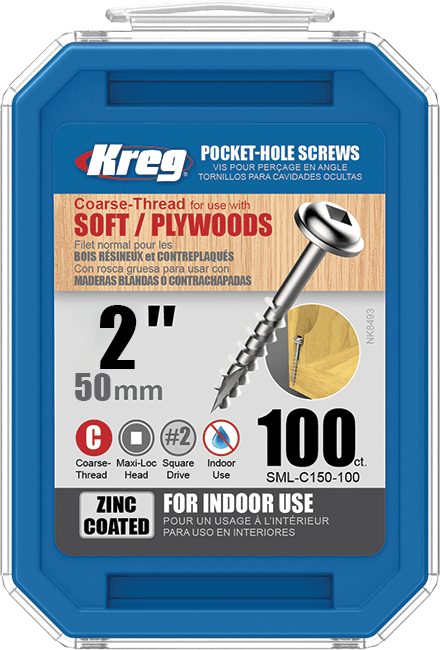 Kreg®
POCKET-HOLE SCREWS
VIS POUR PERÇAGE EN ANGLE
TORNILLOS PARA CAVIDADES OCULTAS
Coarse-Thread for use with
SOFT / PLYWOODS
Filet normal pour les
BOIS RÉSINEUX et CONTREPLAQUÉS
Con rosca gruesa para usar con
MADERAS BLANDAS O CONTRACHAPADAS
2"
50mm
NK8493
C
#2
Coarse-Thread
Maxi-Loc Head
Square Drive
Indoor Use
100 ct.
SML-C150-100
ZINC COATED
FOR INDOOR USE
POUR UN USAGE À L'INTÉRIEUR
PARA USO EN INTERIORES